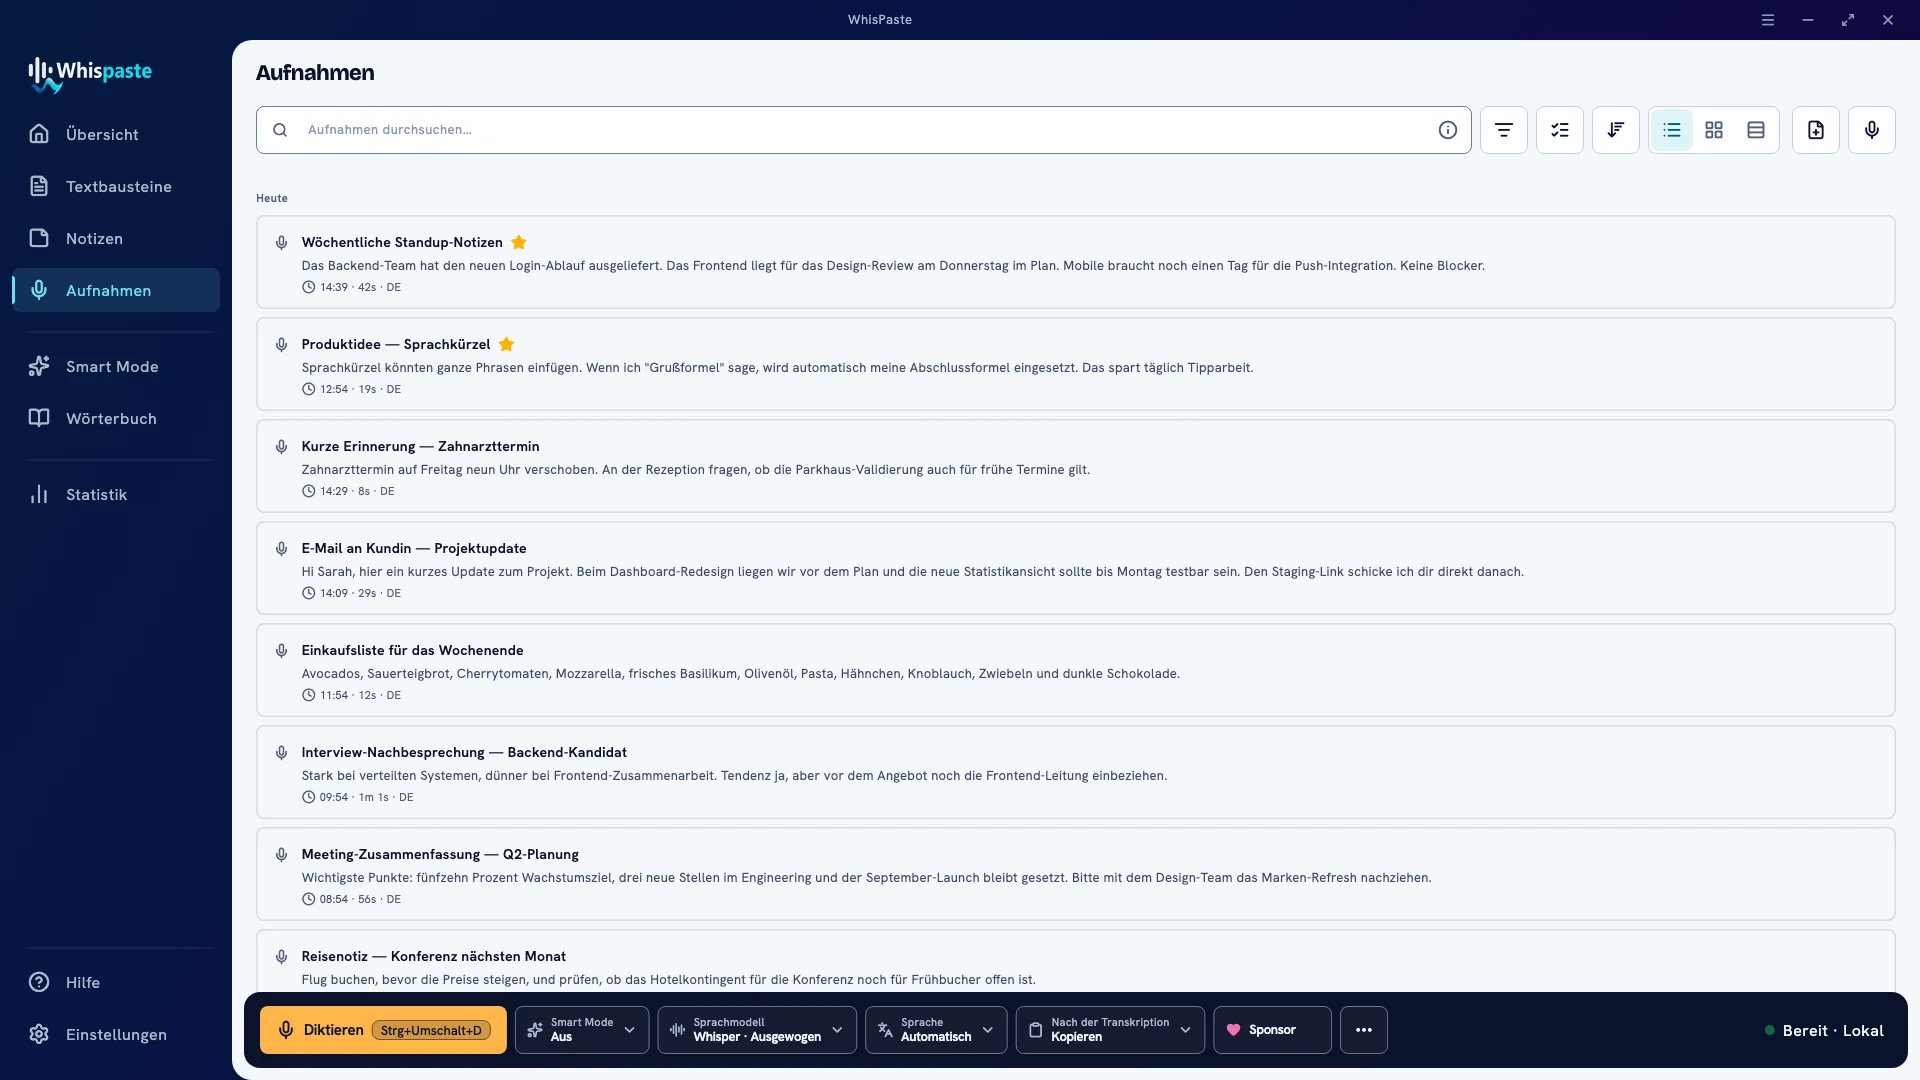 WhisPaste
Whispaste
Übersicht
Textbausteine
Notizen
Aufnahmen
Smart Mode
Wörterbuch
Statistik
Hilfe
Einstellungen
Aufnahmen
Aufnahmen durchsuchen...
Heute
Wöchentliche Standup-Notizen
Das Backend-Team hat den neuen Login-Ablauf ausgeliefert. Das Frontend liegt für das Design-Review am Donnerstag im Plan. Mobile braucht noch einen Tag für die Push-Integration. Keine Blocker.
14:39 · 42s · DE
Produktidee — Sprachkürzel
Sprachkürzel könnten ganze Phrasen einfügen. Wenn ich "Grußformel" sage, wird automatisch meine Abschlussformel eingesetzt. Das spart täglich Tipparbeit.
12:54 · 19s · DE
Kurze Erinnerung — Zahnarzttermin
Zahnarzttermin auf Freitag neun Uhr verschoben. An der Rezeption fragen, ob die Parkhaus-Validierung auch für frühe Termine gilt.
14:29 · 8s · DE
E-Mail an Kundin — Projektupdate
Hi Sarah, hier ein kurzes Update zum Projekt. Beim Dashboard-Redesign liegen wir vor dem Plan und die neue Statistikansicht sollte bis Montag testbar sein. Den Staging-Link schicke ich dir direkt danach.
14:09 · 29s · DE
Einkaufsliste für das Wochenende
Avocados, Sauerteigbrot, Cherrytomaten, Mozzarella, frisches Basilikum, Olivenöl, Pasta, Hähnchen, Knoblauch, Zwiebeln und dunkle Schokolade.
11:54 · 12s · DE
Interview-Nachbesprechung — Backend-Kandidat
Stark bei verteilten Systemen, dünner bei Frontend-Zusammenarbeit. Tendenz ja, aber vor dem Angebot noch die Frontend-Leitung einbeziehen.
09:54 · 1m 1s · DE
Meeting-Zusammenfassung — Q2-Planung
Wichtigste Punkte: fünfzehn Prozent Wachstumsziel, drei neue Stellen im Engineering und der September-Launch bleibt gesetzt. Bitte mit dem Design-Team das Marken-Refresh nachziehen.
08:54 · 56s · DE
Reisenotiz — Konferenz nächsten Monat
Flug buchen, bevor die Preise steigen, und prüfen, ob das Hotelkontingent für die Konferenz noch für Frühbucher offen ist.
Diktieren Strg+Umschalt+D
Smart Mode
Aus
Sprachmodell
Whisper · Ausgewogen
Sprache
Automatisch
Nach der Transkription
Kopieren
Sponsor
Bereit · Lokal